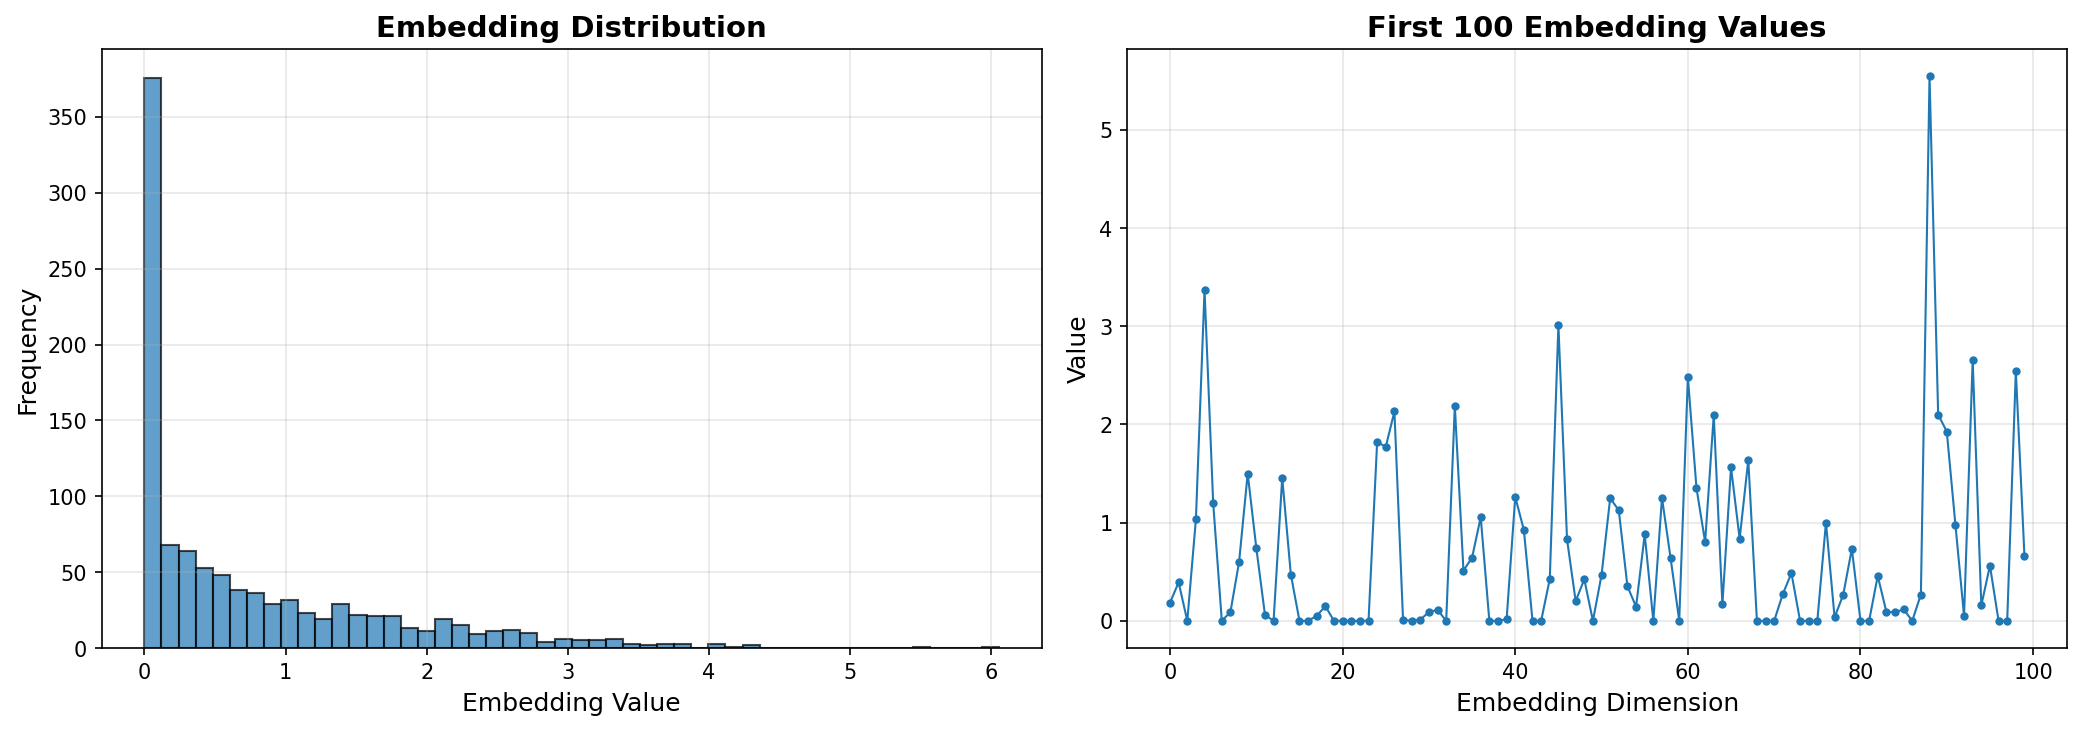 Embedding Distribution
350
300
250
200
150
100
50
0
Frequency
0 1 2 3 4 5 6
Embedding Value
First 100 Embedding Values
5
4
3
2
1
0
Value
0 20 40 60 80 100
Embedding Dimension